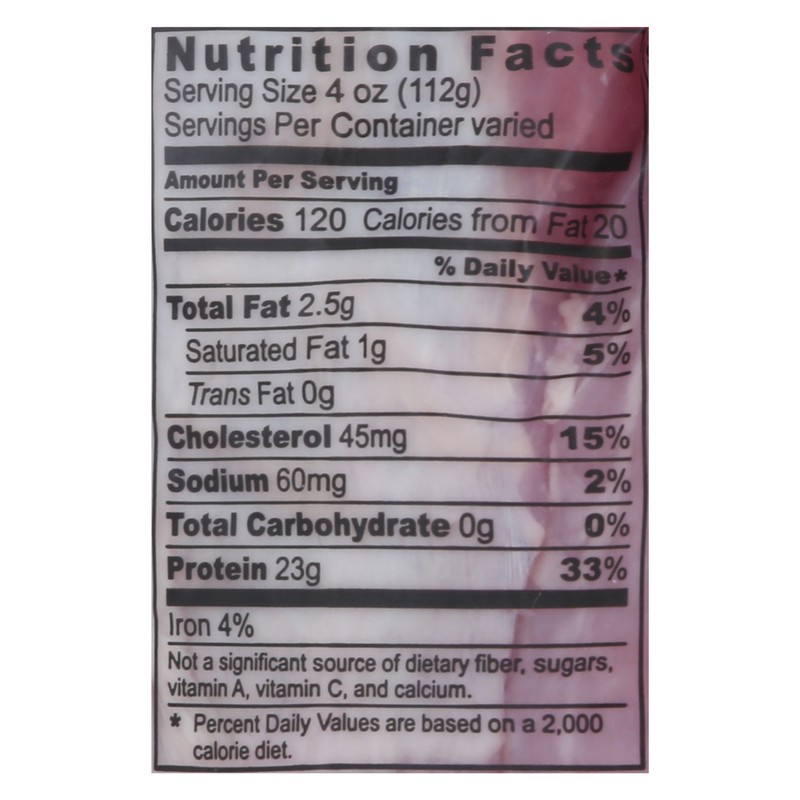 Nutrition Facts
Serving Size 4 oz (112g)
Servings Per Container varied
Amount Per Serving
Calories 120 Calories from Fat 20
% Daily Value*
Total Fat 2.5g 4%
Saturated Fat 1g 5%
Trans Fat 0g
Cholesterol 45mg 15%
Sodium 60mg 2%
Total Carbohydrate 0g 0%
Protein 23g 33%
Iron 4%
Not a significant source of dietary fiber, sugars,
vitamin A, vitamin C, and calcium.
* Percent Daily Values are based on a 2,000
calorie diet.